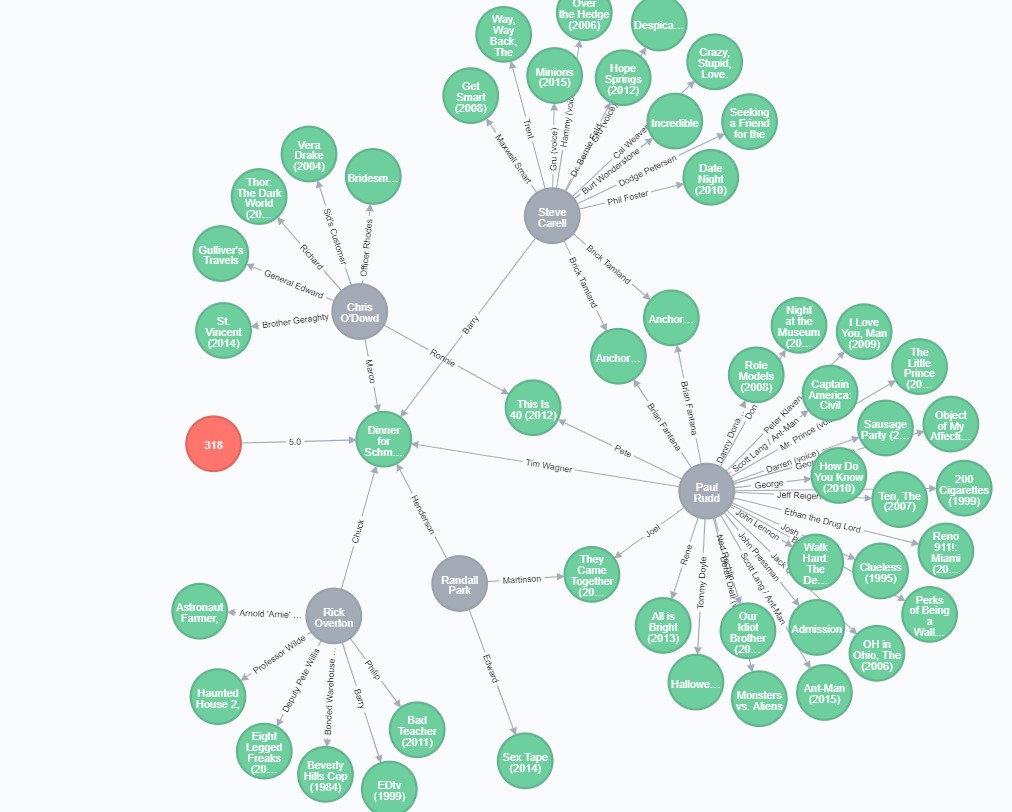 Over
the Hedge
(2006)
Despica...
Way,
Way
Back,
The
Crazy,
Stupid,
Love.
Minions
(2015)
Hope
Springs
(2012)
Get
Smart
(2008)
Incredible
Seeking
a Friend
for the
Date
Night
(2010)
Maxwell Smart
Trent
Gru (voice)
Hammy (voic
Cal Weaver
Burt Wonderstone
Dodge Petersen
Phil Foster
Steve
Carell
Brick Tamland
Brick Tamland
Barry
Vera
Drake
(2004)
Bridesm...
Thor:
The Dark
World
(20...
Gulliver's
Travels
St.
Vincent
(2014)
Sid's Customer
Officer Rhodes
Richard
General Edward
Brother Geraghty
Chris
O'Dowd
Marco
Ronnie
Anchor...
Anchor...
Brian Fantana
Brian Fantana
This Is
40 (2012)
Pete
318
5.0
Dinner
for
Schm...
Tim Wagner
Paul
Rudd
Night
at the
Museum
(20...
I Love
You, Man
(2009)
Role
Models
(2008)
The
Little
Prince
(20...
Captain
America:
Civil
Sausage
Party (2...
Object
of My
Affecti...
How Do
You Know
(2010)
Ten, The
(2007)
200
Cigarettes
(1999)
Reno
911!:
Miami
(20...
Danny Dona...
Don
Peter Klaven
Scott Lang / Ant-Man
Mr. Prince (voi
Darren (voice)
Geor
George
Jeff Reigert
Ethan the Drug Lord
John Lennon
Josh
Jack
John Pressman
Scott Lang / Ant-Man
Walk
Hard:
The
De...
Clueless
(1995)
Perks
of Being
a
Wall...
Admission
OH in
Ohio, The
(2006)
Ant-Man
(2015)
Our
Idiot
Brother
(20...
Monsters
vs. Aliens
Hallowe...
All is
Bright
(2013)
Joel
Rene
Tommy Doyle
They
Came
Together
(20...
Martinson
Randall
Park
Henderson
Edward
Sex Tape
(2014)
Chuck
Rick
Overton
Astronaut
Farmer,
Arnold 'Arnie' ...
Professor Wilde
Deputy Pete Willis
Bonded Warehouse ...
Barry
Philip
Haunted
House 2,
Eight
Legged
Freaks
(20...
Beverly
Hills Cop
(1984)
EDtv
(1999)
Bad
Teacher
(2011)